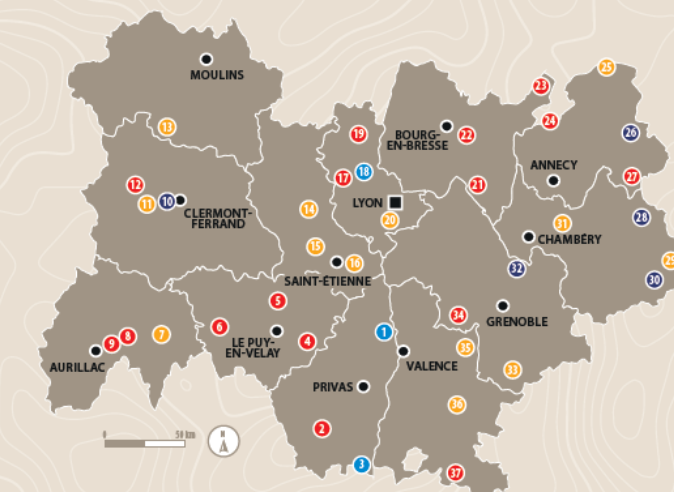 25
MOULINS
23
24
13
26
19
BOURG-
EN-BRESSE
22
ANNECY
27
12
17
18
21
11
10
CLERMONT-
FERRAND
14
LYON
20
28
31
CHAMBÉRY
15
16
29
SAINT-ÉTIENNE
32
30
5
34
GRENOBLE
6
7
8
9
LE PUY-
EN-VELAY
4
1
35
AURILLAC
VALENCE
33
PRIVAS
36
2
0
50 km
N
3
37